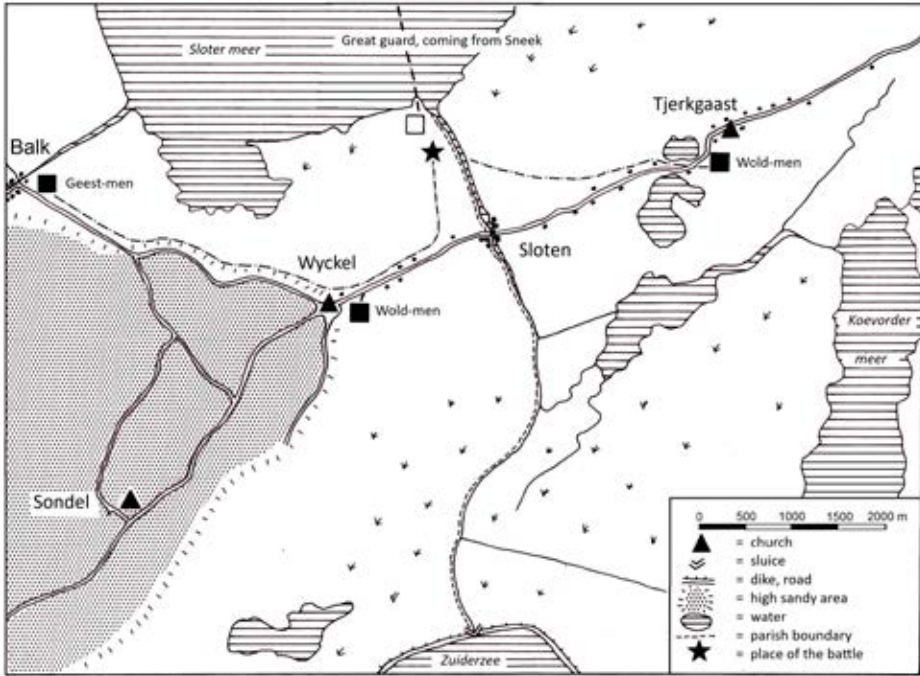 Sloter meer
Great guard, coming from Sneek
Tjerkgaast
Balk
Wold-men
Geest-men
Sloten
Wyckel
Wold-men
Koevorder
meer
Sondel
0 500 1000 1500 2000 m
= church
= sluice
= dike, road
= high sandy area
= water
= parish boundary
= place of the battle
Zuiderzee